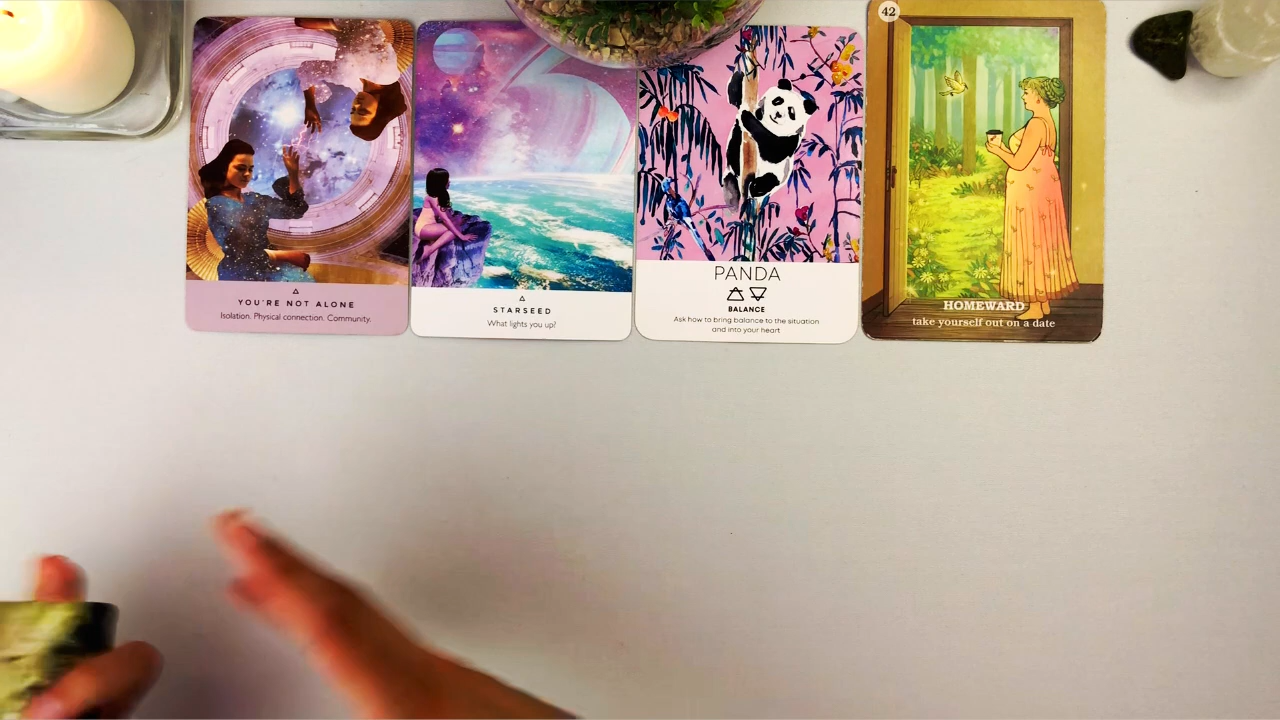 YOU'RE NOT ALONE
Isolation. Physical connection. Community.
STARSEED
What lights you up?
PANDA
BALANCE
Ask how to bring balance to the situation
and into your heart
42
HOMEWARD
take yourself out on a date